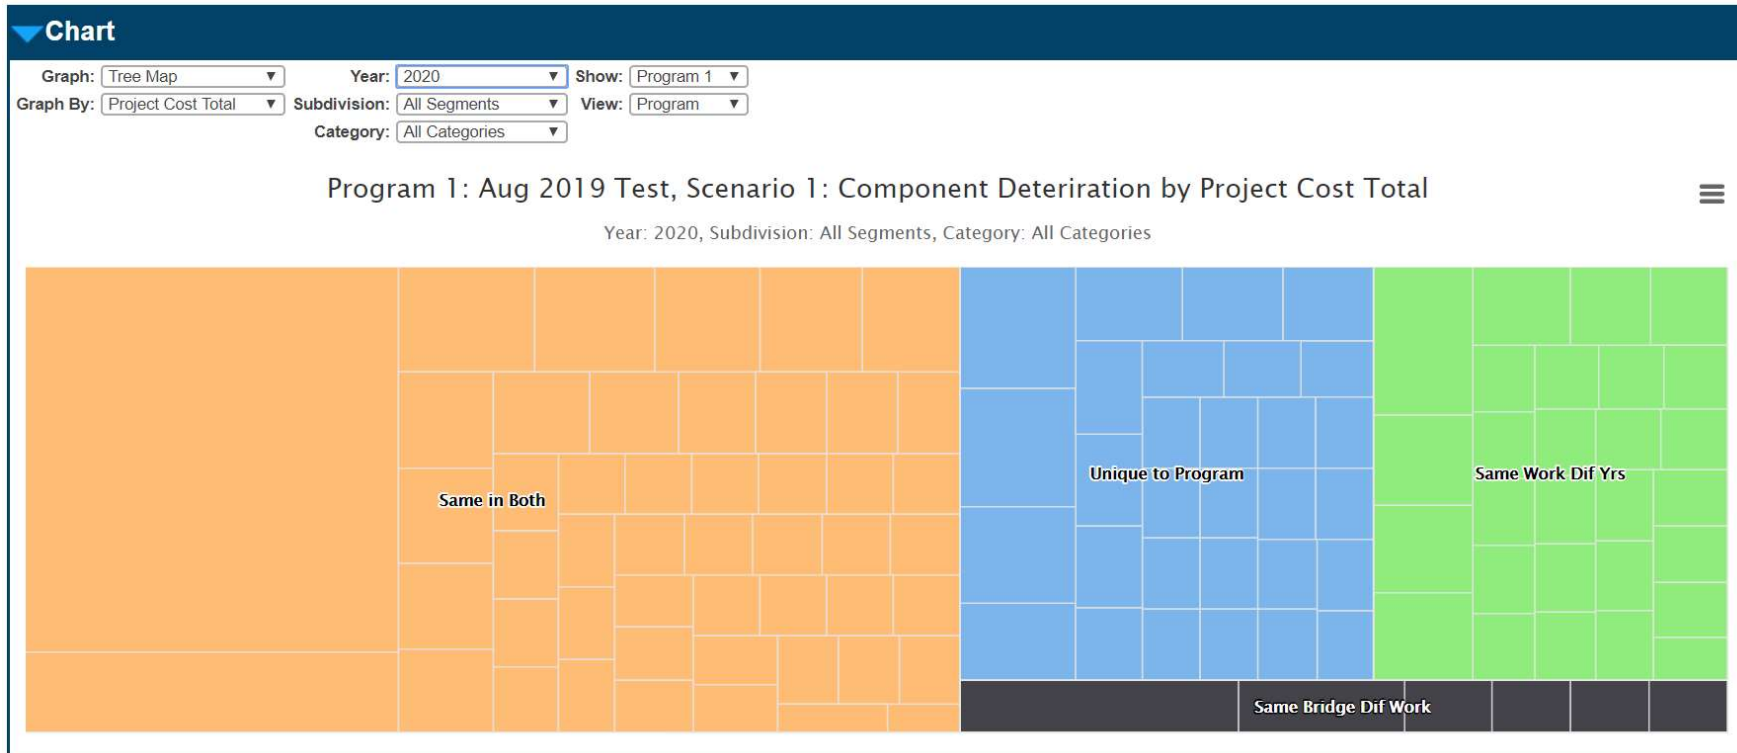 Chart
Graph: Tree Map Year: 2020 Show: Program 1
Graph By: Project Cost Total Subdivision: All Segments View: Program
Category: All Categories
Program 1: Aug 2019 Test, Scenario 1: Component Deteriration by Project Cost Total
Year: 2020, Subdivision: All Segments, Category: All Categories
Same in Both
Unique to Program
Same Work Dif Yrs
Same Bridge Dif Work